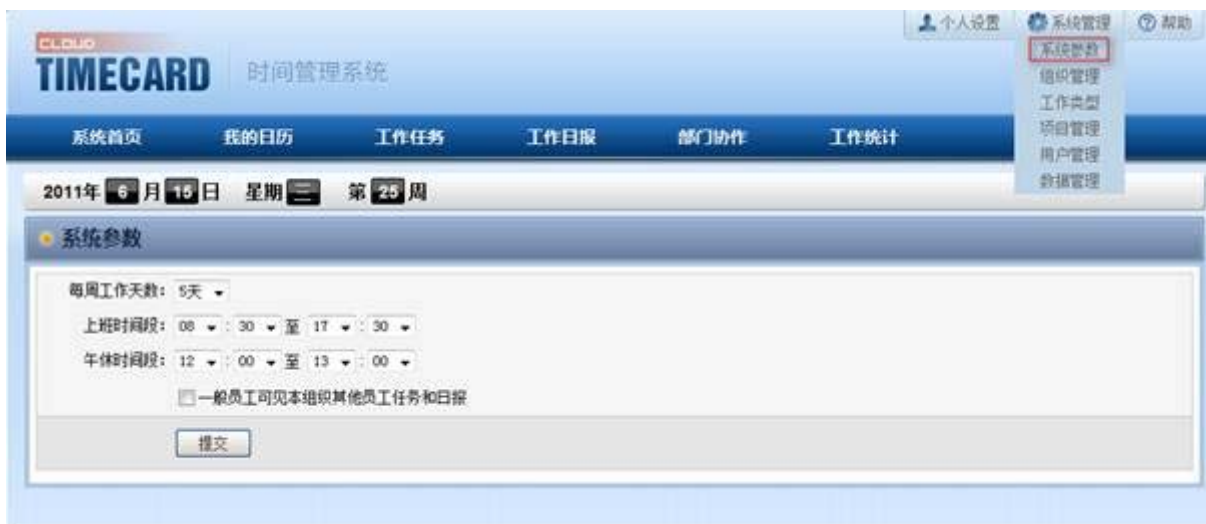 个人设置 系统管理 帮助
CLOUD
TIMECARD 时间管理系统
系统参数
组织管理
工作类型
项目管理
用户管理
数据管理
系统首页 我的日历 工作任务 工作日报 部门协作 工作统计
2011年 6 月 15 日 星期 三 第 25 周
系统参数
每周工作天数: 5天
上班时间段: 08 : 30 至 17 : 30
午休时间段: 12 : 00 至 13 : 00
一般员工可见本组织其他员工任务和日报
提交